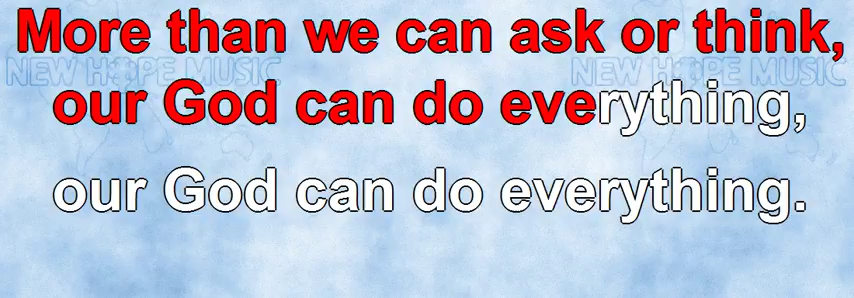 More than we can ask or think,
NEW HOPE MUSIC NEW HOPE MUSIC
our God can do everything,
our God can do everything.